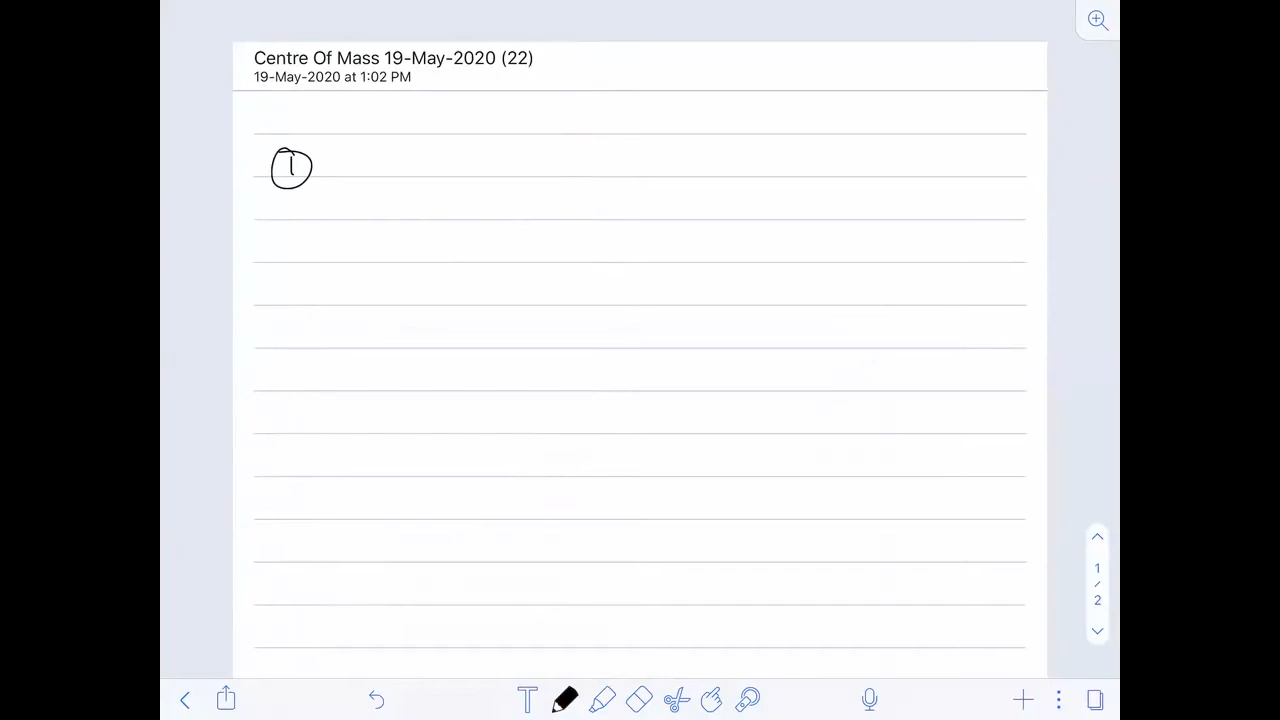 Centre Of Mass 19-May-2020 (22)
19-May-2020 at 1:02 PM
1
1
/
2
T